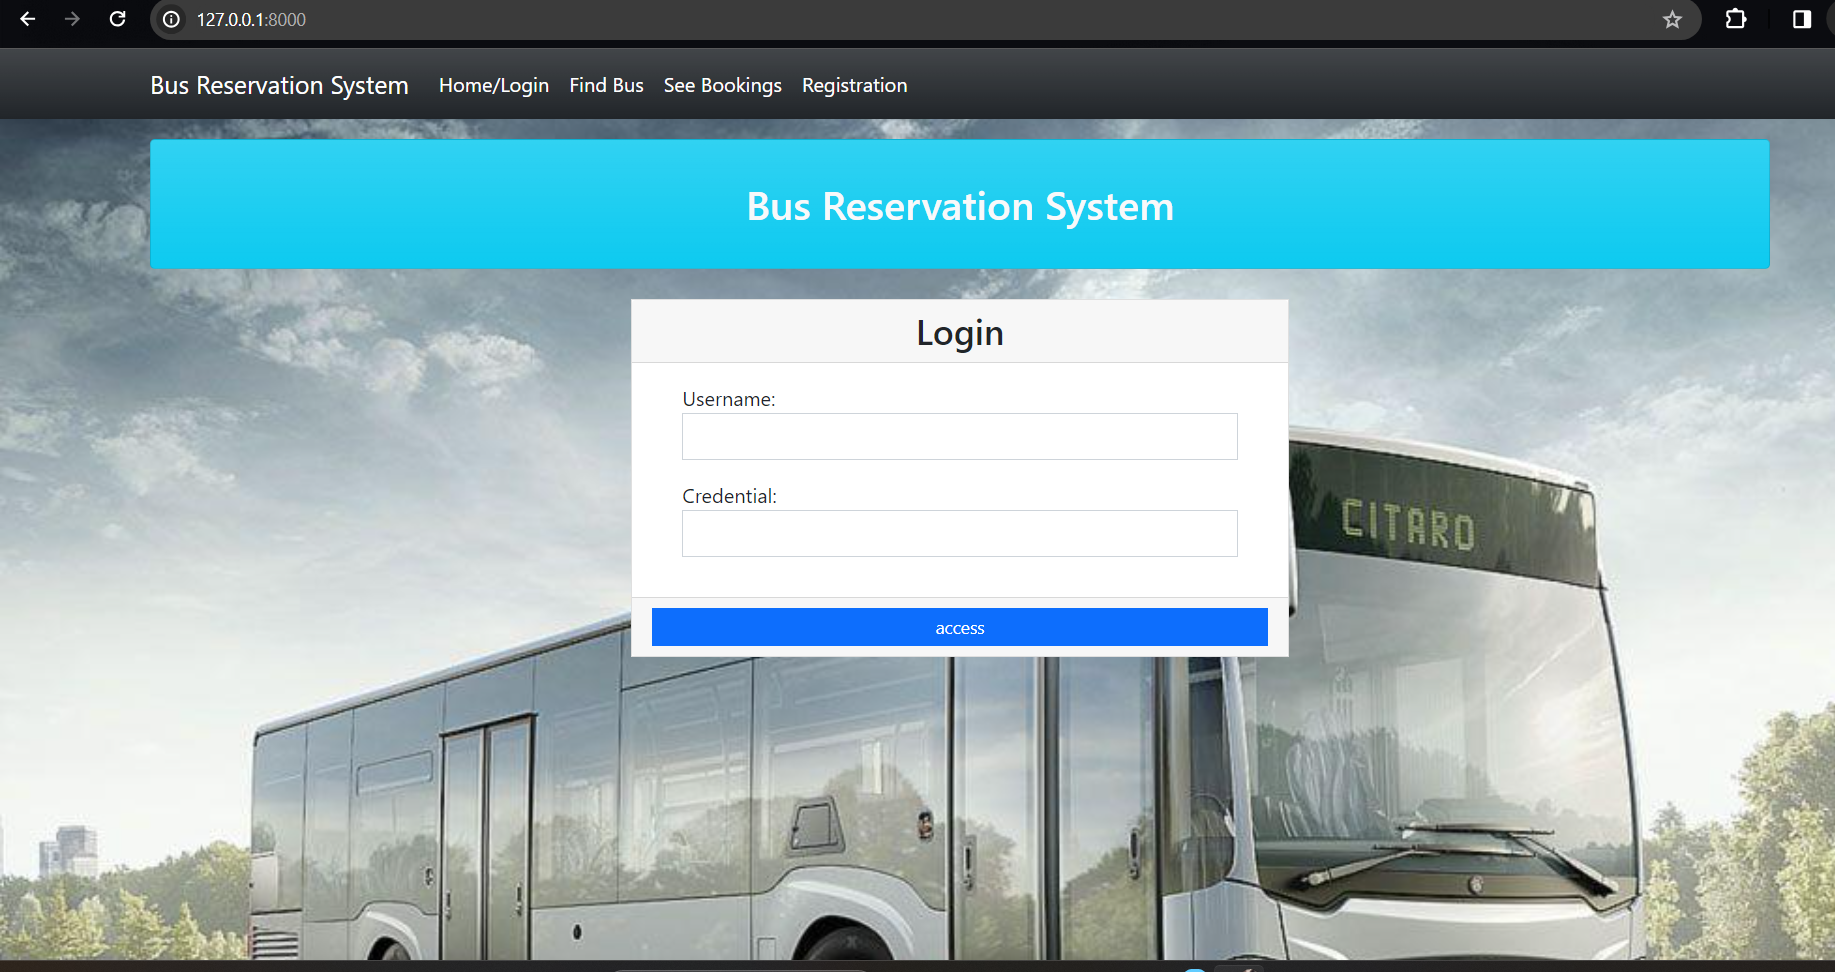 127.0.0.1:8000
Bus Reservation System Home/Login Find Bus See Bookings Registration
Bus Reservation System
Login
Username:
Credential:
CITARO
access